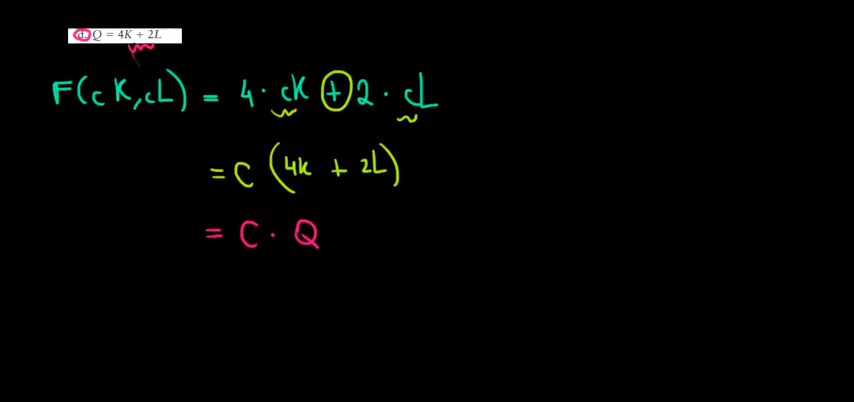 d. Q = 4K + 2L
F(cK,cL) = 4 · cK + 2 · cL
= C (4K + 2L)
= C · Q